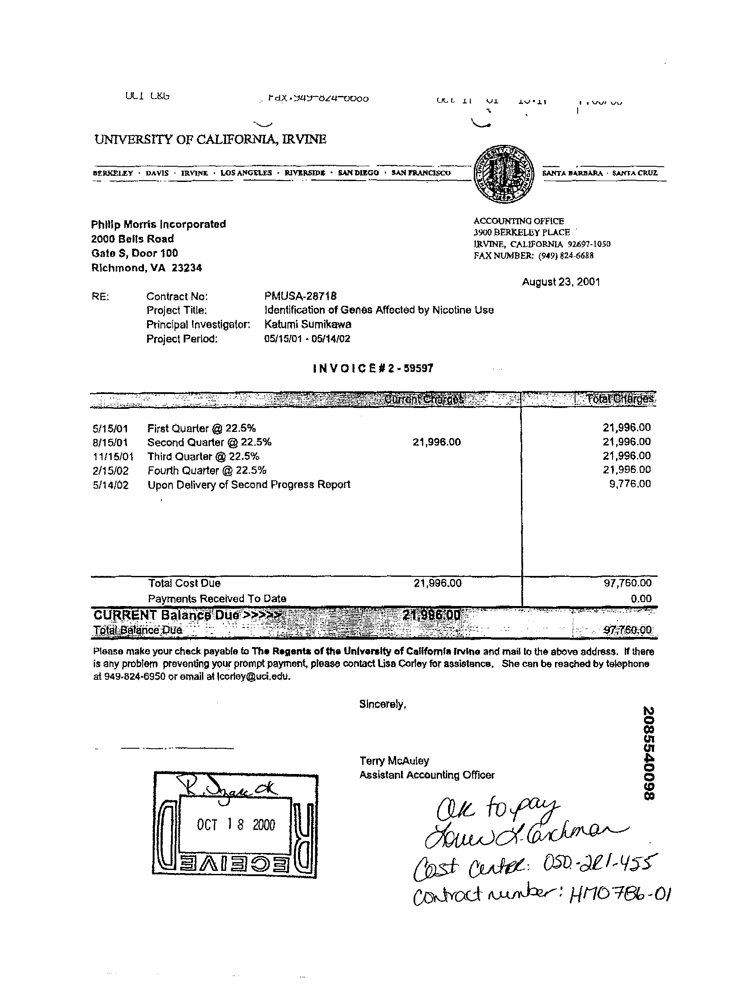 UCI C&G Fax:949-824-0000
UNIVERSITY OF CALIFORNIA, IRVINE
BERKELEY · DAVIS · IRVINE · LOS ANGELES · RIVERSIDE · SAN DIEGO · SAN FRANCISCO SANTA BARBARA · SANTA CRUZ
Philip Morris Incorporated
2000 Bells Road
Gate S, Door 100
Richmond, VA 23234
ACCOUNTING OFFICE
3900 BERKELEY PLACE
IRVINE, CALIFORNIA 92697-1050
FAX NUMBER: (949) 824-6688
August 23, 2001
RE: Contract No: PMUSA-28718
Project Title: Identification of Genes Affected by Nicotine Use
Principal Investigator: Katumi Sumikawa
Project Period: 05/15/01 - 05/14/02
INVOICE#2-59597
Current Charges Total Charges
5/15/01 First Quarter @ 22.5% 21,996.00
8/15/01 Second Quarter @ 22.5% 21,996.00 21,996.00
11/15/01 Third Quarter @ 22.5% 21,996.00
2/15/02 Fourth Quarter @ 22.5% 21,996.00
5/14/02 Upon Delivery of Second Progress Report 9,776.00
Total Cost Due 21,996.00 97,760.00
Payments Received To Date 0.00
CURRENT Balance Due >>>>> 21,996.00
Total Balance Due 97,760.00
Please make your check payable to The Regents of the University of California Irvine and mail to the above address. If there
is any problem preventing your prompt payment, please contact Lisa Corley for assistance. She can be reached by telephone
at 949-824-6950 or email at lcorley@uci.edu.
Sincerely,
Terry McAuley
Assistant Accounting Officer
2085540098
OCT 18 2000
RECEIVED
OK to pay
Cost Center: 050-281-455
Contract number: HM0786-01